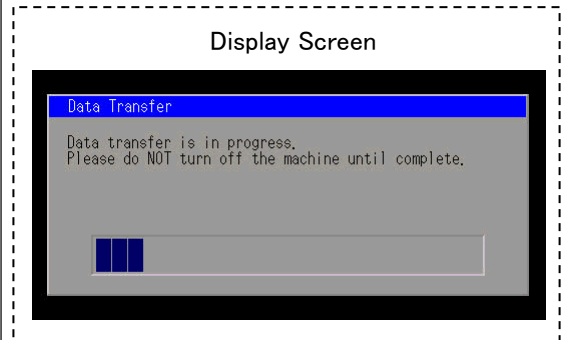 Display Screen
Data Transfer
Data transfer is in progress.
Please do NOT turn off the machine until complete.